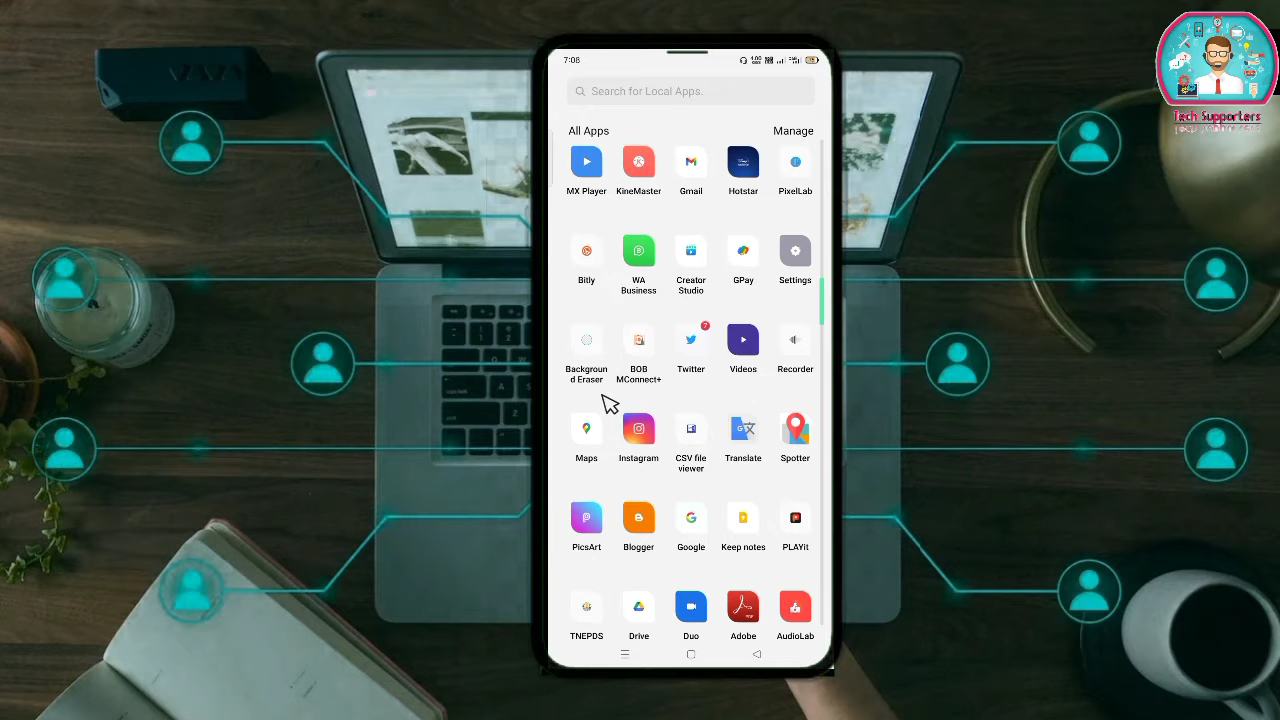 Tech Supporters
7:08
Search for Local Apps.
All Apps
Manage
MX Player
KineMaster
Gmail
Hotstar
PixelLab
Bitly
WA
Business
Creator
Studio
GPay
Settings
Backgroun
d Eraser
BOB
MConnect+
7
Twitter
Videos
Recorder
Maps
Instagram
CSV file
viewer
Translate
Spotter
PicsArt
Blogger
Google
Keep notes
PLAYit
TNEPDS
Drive
Duo
Adobe
AudioLab